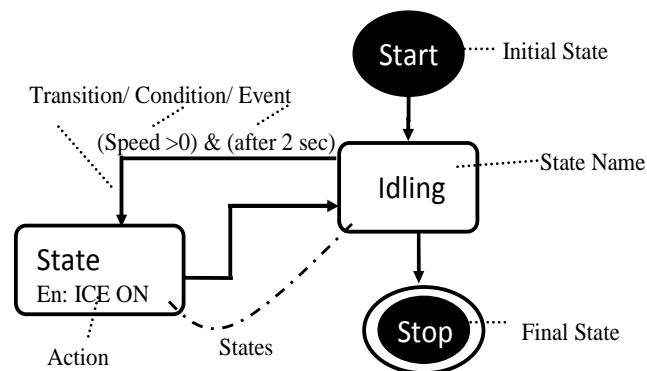 Start
Initial State
Transition/ Condition/ Event
(Speed >0) & (after 2 sec)
State Name
Idling
State
En: ICE ON
Stop
Final State
States
Action